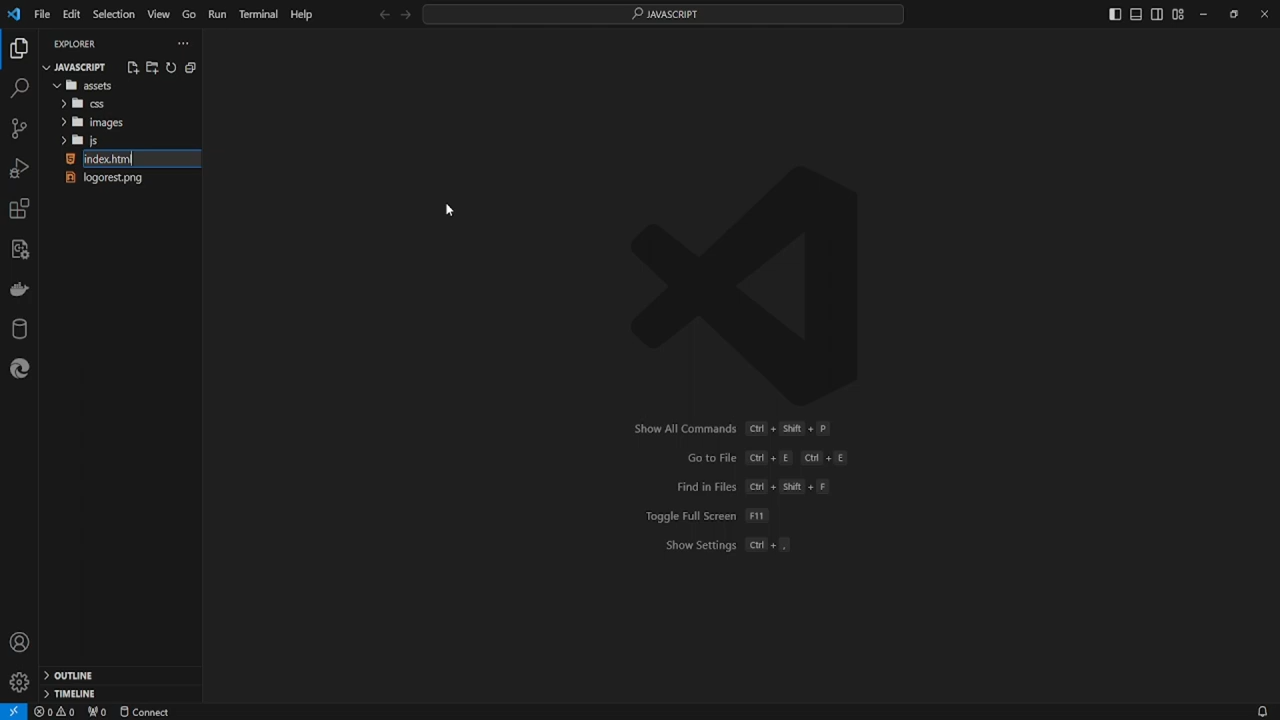 File Edit Selection View Go Run Terminal Help
JAVASCRIPT
EXPLORER
JAVASCRIPT
assets
css
images
js
index.html
logorest.png
Show All Commands Ctrl + Shift + P
Go to File Ctrl + E Ctrl + E
Find in Files Ctrl + Shift + F
Toggle Full Screen F11
Show Settings Ctrl + ,
OUTLINE
TIMELINE
0 0 0 Connect